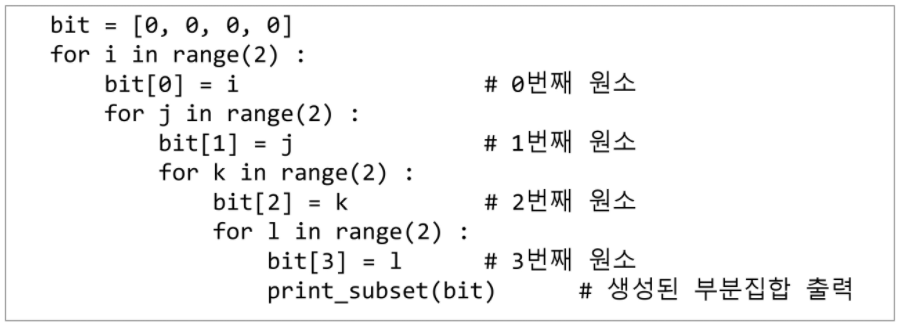 bit = [0, 0, 0, 0]
for i in range(2) :
    bit[0] = i                  # 0번째 원소
    for j in range(2) :
        bit[1] = j              # 1번째 원소
        for k in range(2) :
            bit[2] = k          # 2번째 원소
            for l in range(2) :
                bit[3] = l      # 3번째 원소
                print_subset(bit)      # 생성된 부분집합 출력